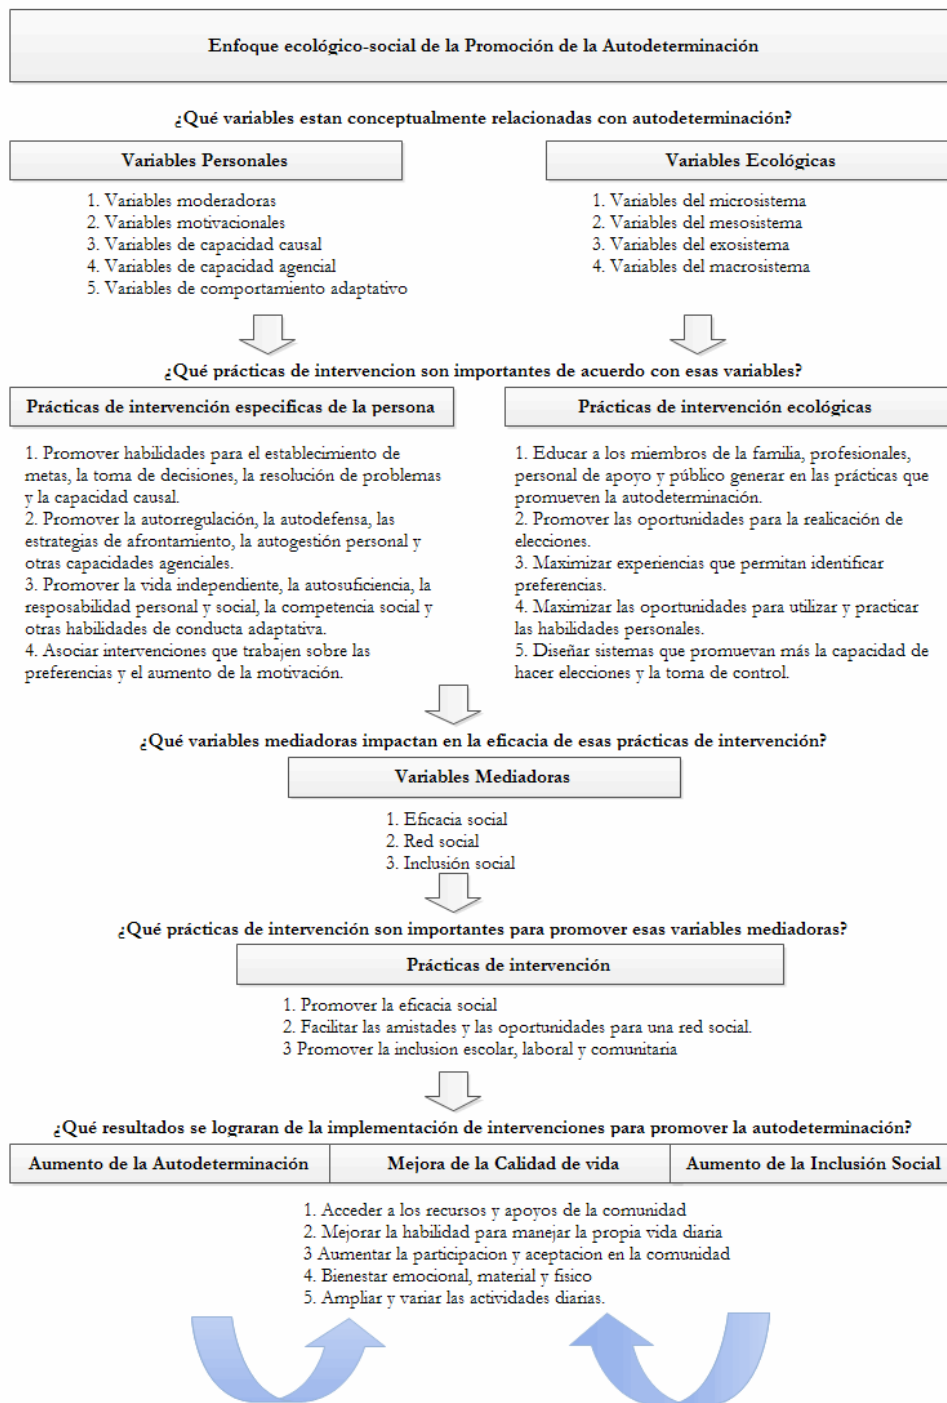 Enfoque ecológico-social de la Promoción de la Autodeterminación
¿Qué variables estan conceptualmente relacionadas con autodeterminación?
Variables Personales
1. Variables moderadoras
2. Variables motivacionales
3. Variables de capacidad causal
4. Variables de capacidad agencial
5. Variables de comportamiento adaptativo
Variables Ecológicas
1. Variables del microsistema
2. Variables del mesosistema
3. Variables del exosistema
4. Variables del macrosistema
¿Qué prácticas de intervencion son importantes de acuerdo con esas variables?
Prácticas de intervención especificas de la persona
1. Promover habilidades para el establecimiento de
metas, la toma de decisiones, la resolución de problemas
y la capacidad causal.
2. Promover la autorregulación, la autodefensa, las
estrategias de afrontamiento, la autogestión personal y
otras capacidades agenciales.
3. Promover la vida independiente, la autosuficiencia, la
resposabilidad personal y social, la competencia social y
otras habilidades de conducta adaptativa.
4. Asociar intervenciones que trabajen sobre las
preferencias y el aumento de la motivación.
Prácticas de intervención ecológicas
1. Educar a los miembros de la familia, profesionales,
personal de apoyo y público generar en las prácticas que
promueven la autodeterminación.
2. Promover las oportunidades para la realicación de
elecciones.
3. Maximizar experiencias que permitan identificar
preferencias.
4. Maximizar las oportunidades para utilizar y practicar
las habilidades personales.
5. Diseñar sistemas que promuevan más la capacidad de
hacer elecciones y la toma de control.
¿Qué variables mediadoras impactan en la eficacia de esas prácticas de intervención?
Variables Mediadoras
1. Eficacia social
2. Red social
3. Inclusión social
¿Qué prácticas de intervención son importantes para promover esas variables mediadoras?
Prácticas de intervención
1. Promover la eficacia social
2. Facilitar las amistades y las oportunidades para una red social.
3 Promover la inclusion escolar, laboral y comunitaria
¿Qué resultados se lograran de la implementación de intervenciones para promover la autodeterminación?
Aumento de la Autodeterminación
Mejora de la Calidad de vida
Aumento de la Inclusión Social
1. Acceder a los recursos y apoyos de la comunidad
2. Mejorar la habilidad para manejar la propia vida diaria
3 Aumentar la participacion y aceptacion en la comunidad
4. Bienestar emocional, material y fisico
5. Ampliar y variar las actividades diarias.